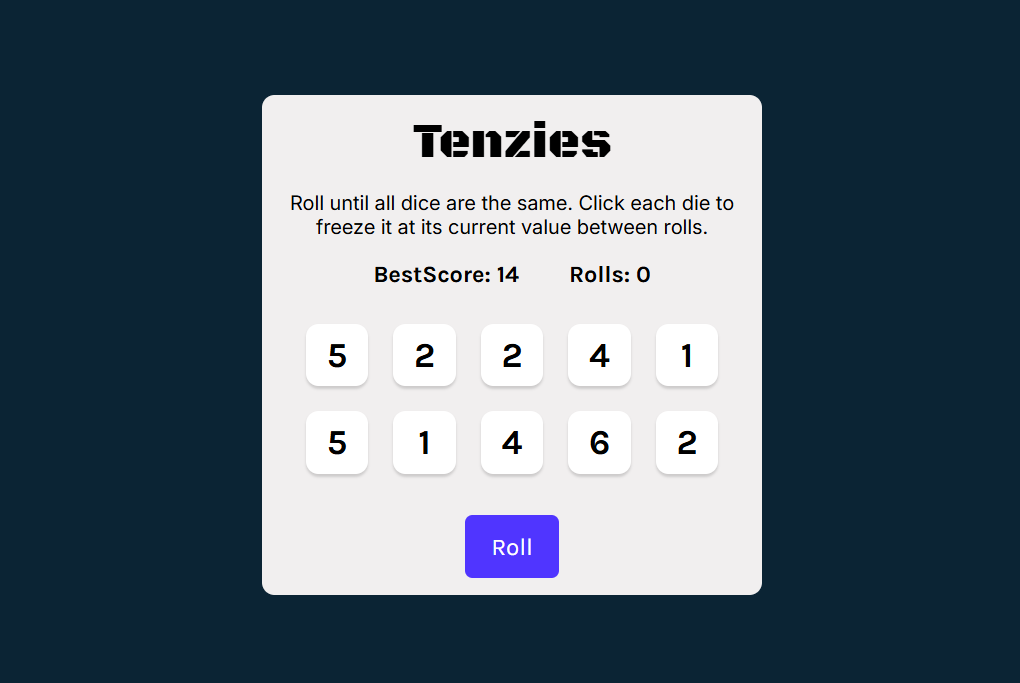 Tenzies
Roll until all dice are the same. Click each die to
freeze it at its current value between rolls.
BestScore: 14 Rolls: 0
5 2 2 4 1
5 1 4 6 2
Roll